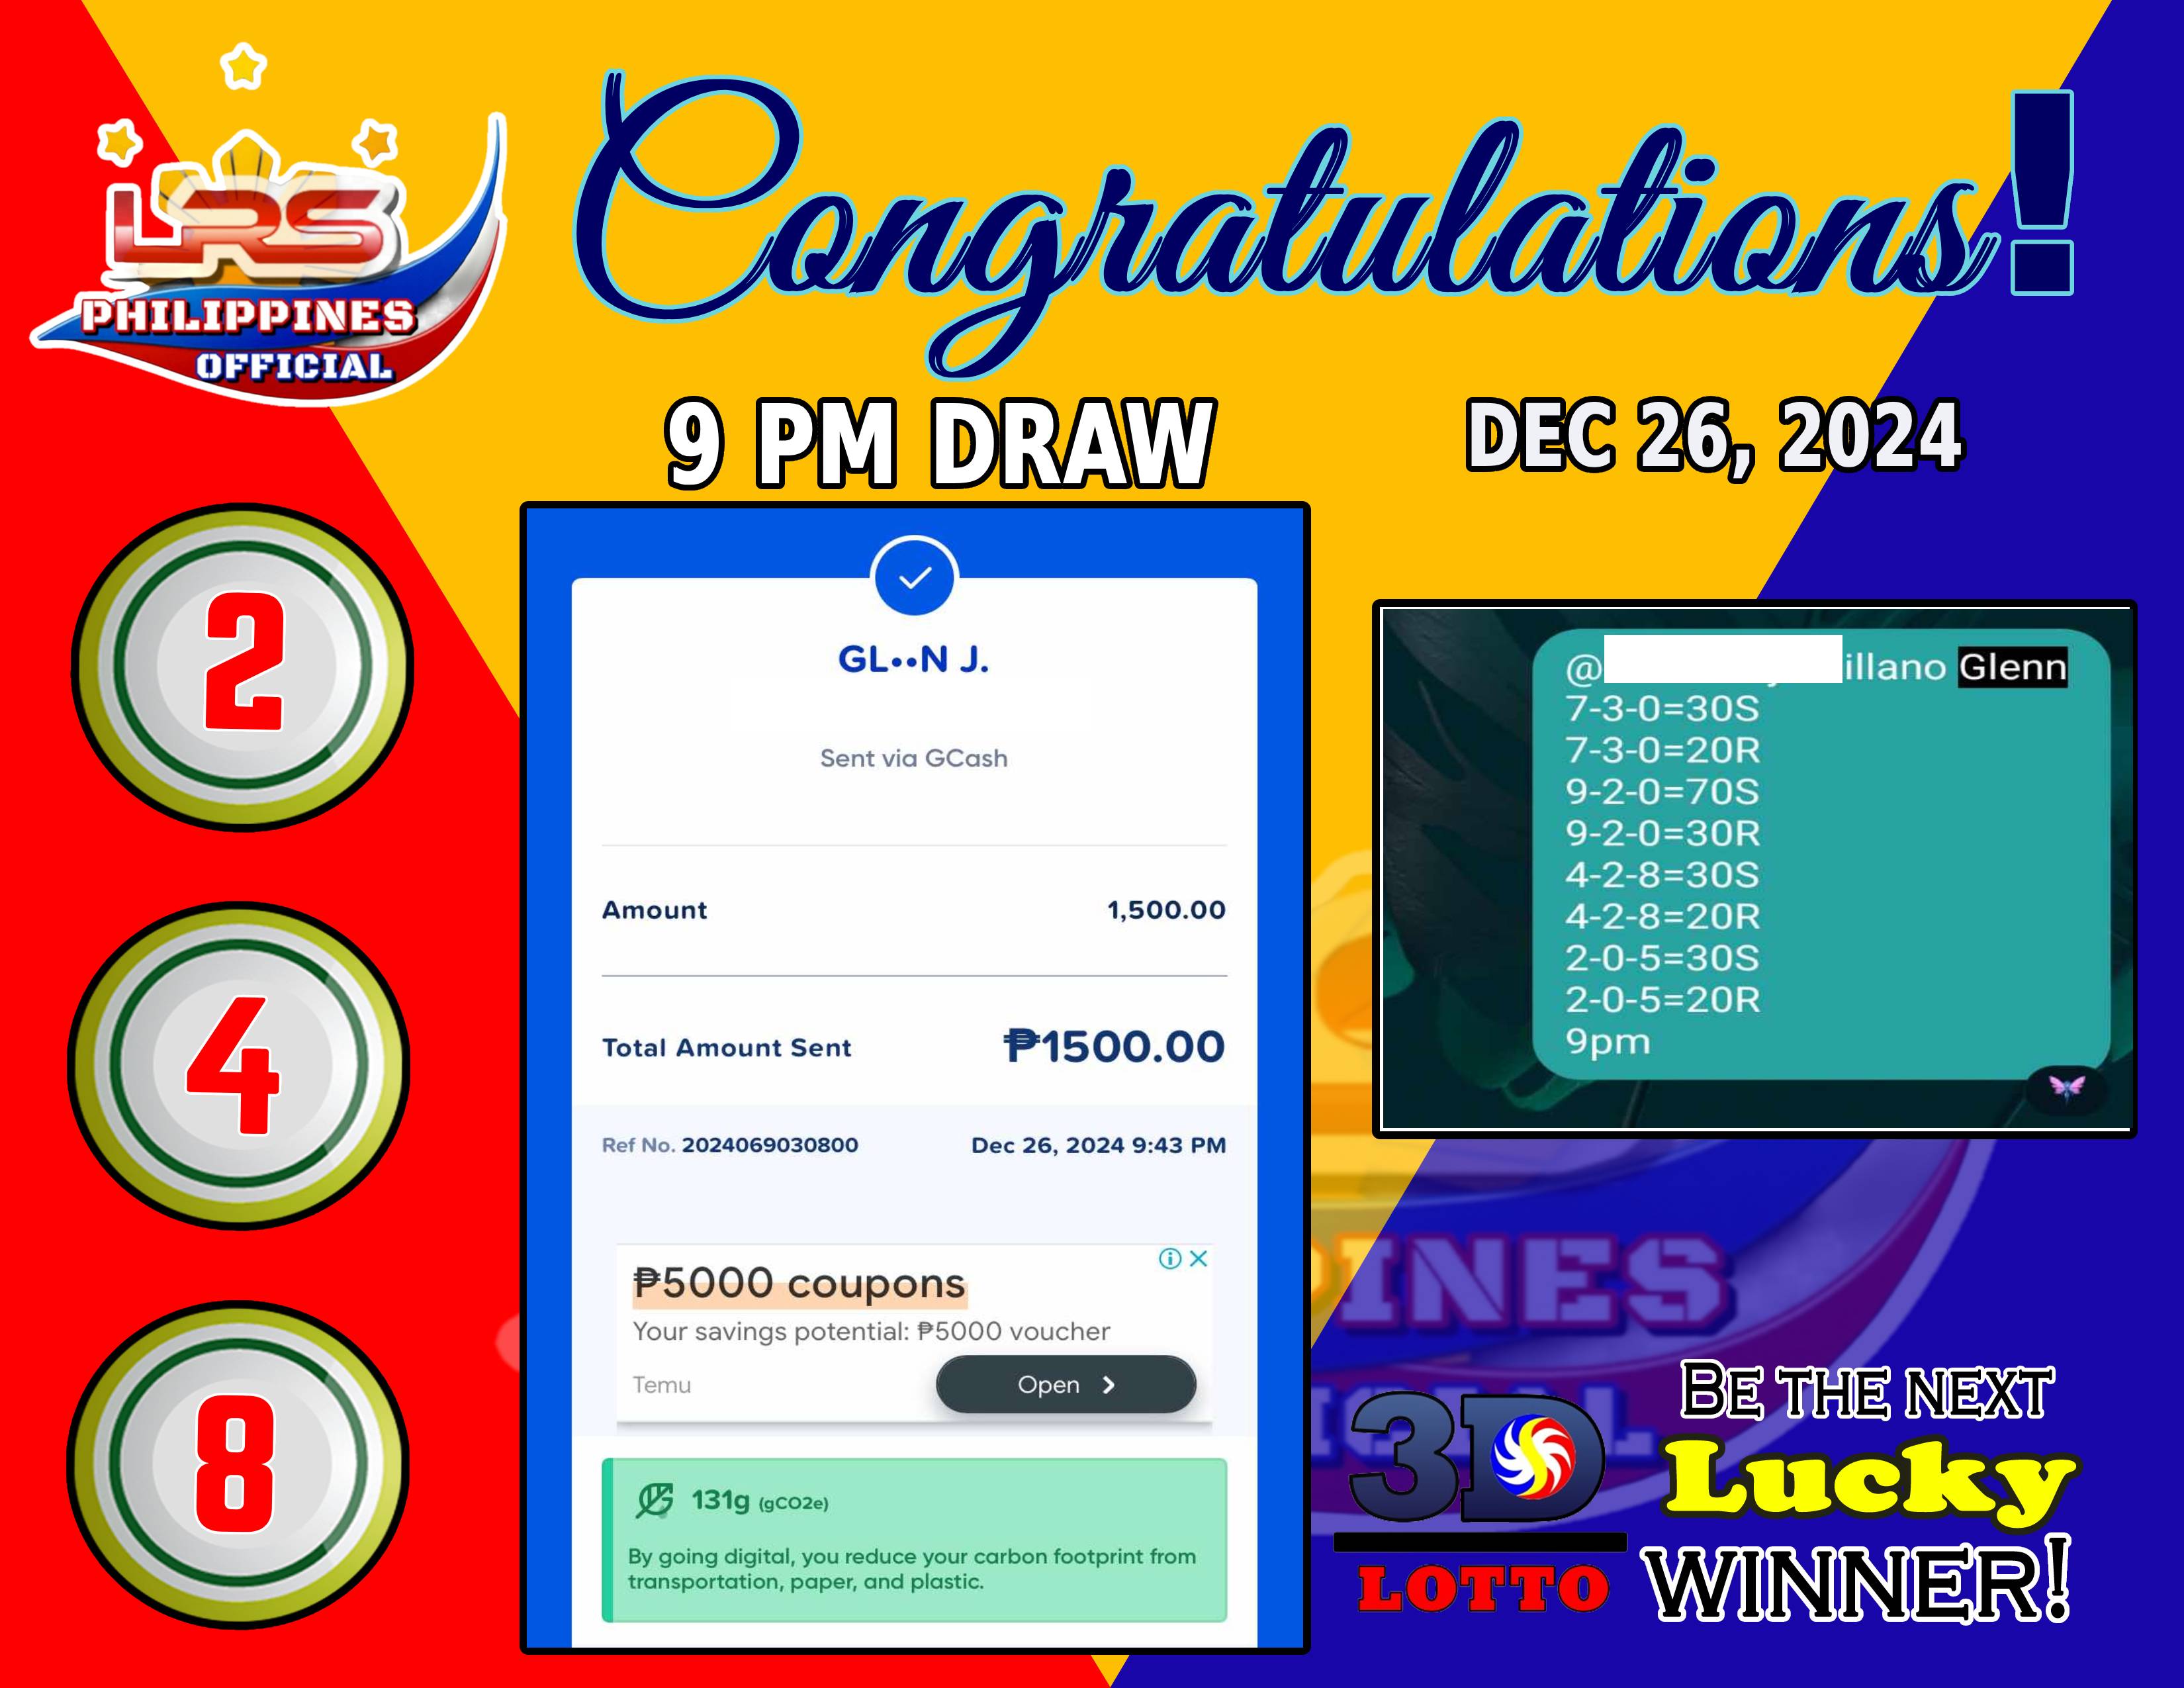 LRS
PHILIPPINES
OFFICIAL
Congratulations!
9 PM DRAW
DEC 26, 2024
2
4
8
GL••N J.
Sent via GCash
Amount 1,500.00
Total Amount Sent ₱1500.00
Ref No. 2024069030800 Dec 26, 2024 9:43 PM
₱5000 coupons
Your savings potential: ₱5000 voucher
Temu
Open
131g (gCO2e)
By going digital, you reduce your carbon footprint from
transportation, paper, and plastic.
@ illano Glenn
7-3-0=30S
7-3-0=20R
9-2-0=70S
9-2-0=30R
4-2-8=30S
4-2-8=20R
2-0-5=30S
2-0-5=20R
9pm
PINES
3D
LOTTO
BE THE NEXT
Lucky
WINNER!